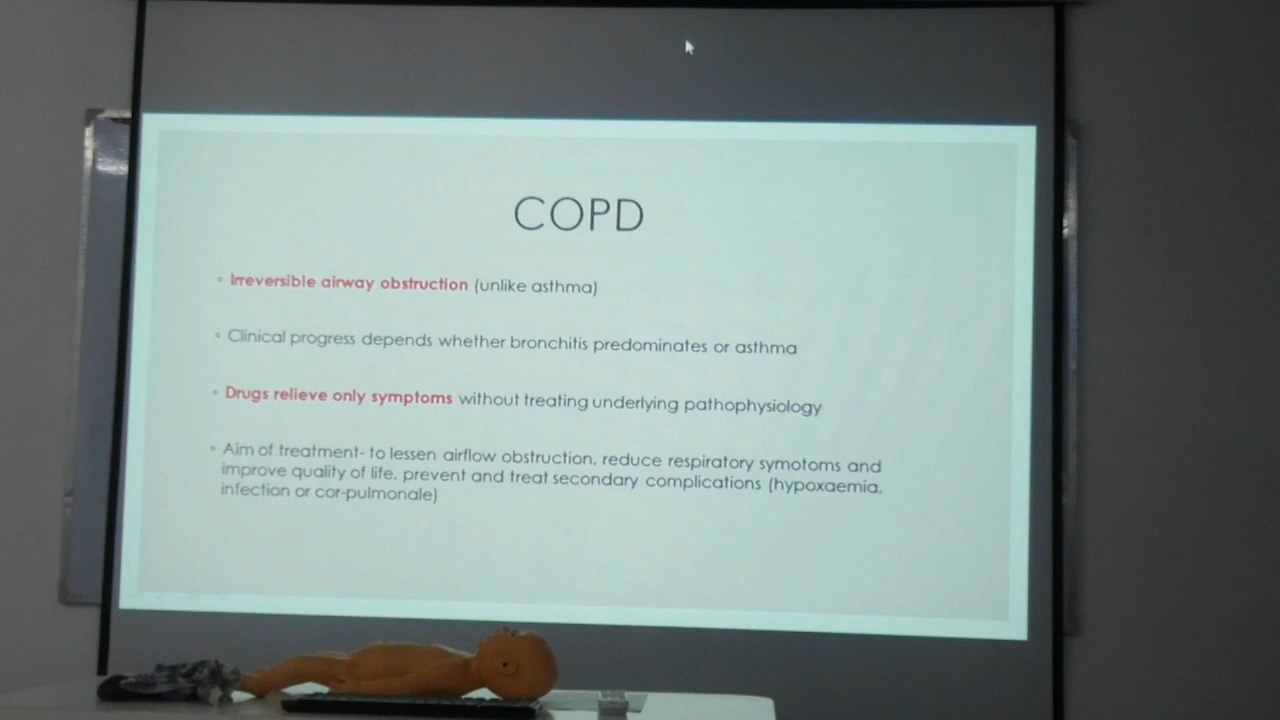 COPD
Irreversible airway obstruction (unlike asthma)
Clinical progress depends whether bronchitis predominates or asthma
Drugs relieve only symptoms without treating underlying pathophysiology
Aim of treatment- to lessen airflow obstruction, reduce respiratory symotoms and
improve quality of life, prevent and treat secondary complications (hypoxaemia,
infection or cor-pulmonale)